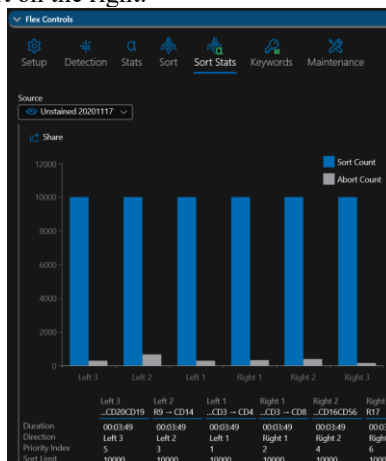 t on the right.
Flex Controls
Setup Detection Stats Sort Sort Stats Keywords Maintenance
Source
Unstained 20201117
Share
Sort Count
Abort Count
12000
10000
8000
6000
4000
2000
0
Left 3 Left 2 Left 1 Right 1 Right 2 Right 3
Left 3 Left 2 Left 1 Right 1 Right 2 Right
...CD20CD19 R9 → CD14 ...CD3 → CD4 ...CD3 → CD8 ...CD16CD56 R17
Duration 00:03:49 00:03:49 00:03:49 00:03:49 00:03:49 00:03
Direction Left 3 Left 2 Left 1 Right 1 Right 2 Right
Priority Index 5 3 1 2 4 6
Sort Limit 10000 10000 10000 10000 10000 10000